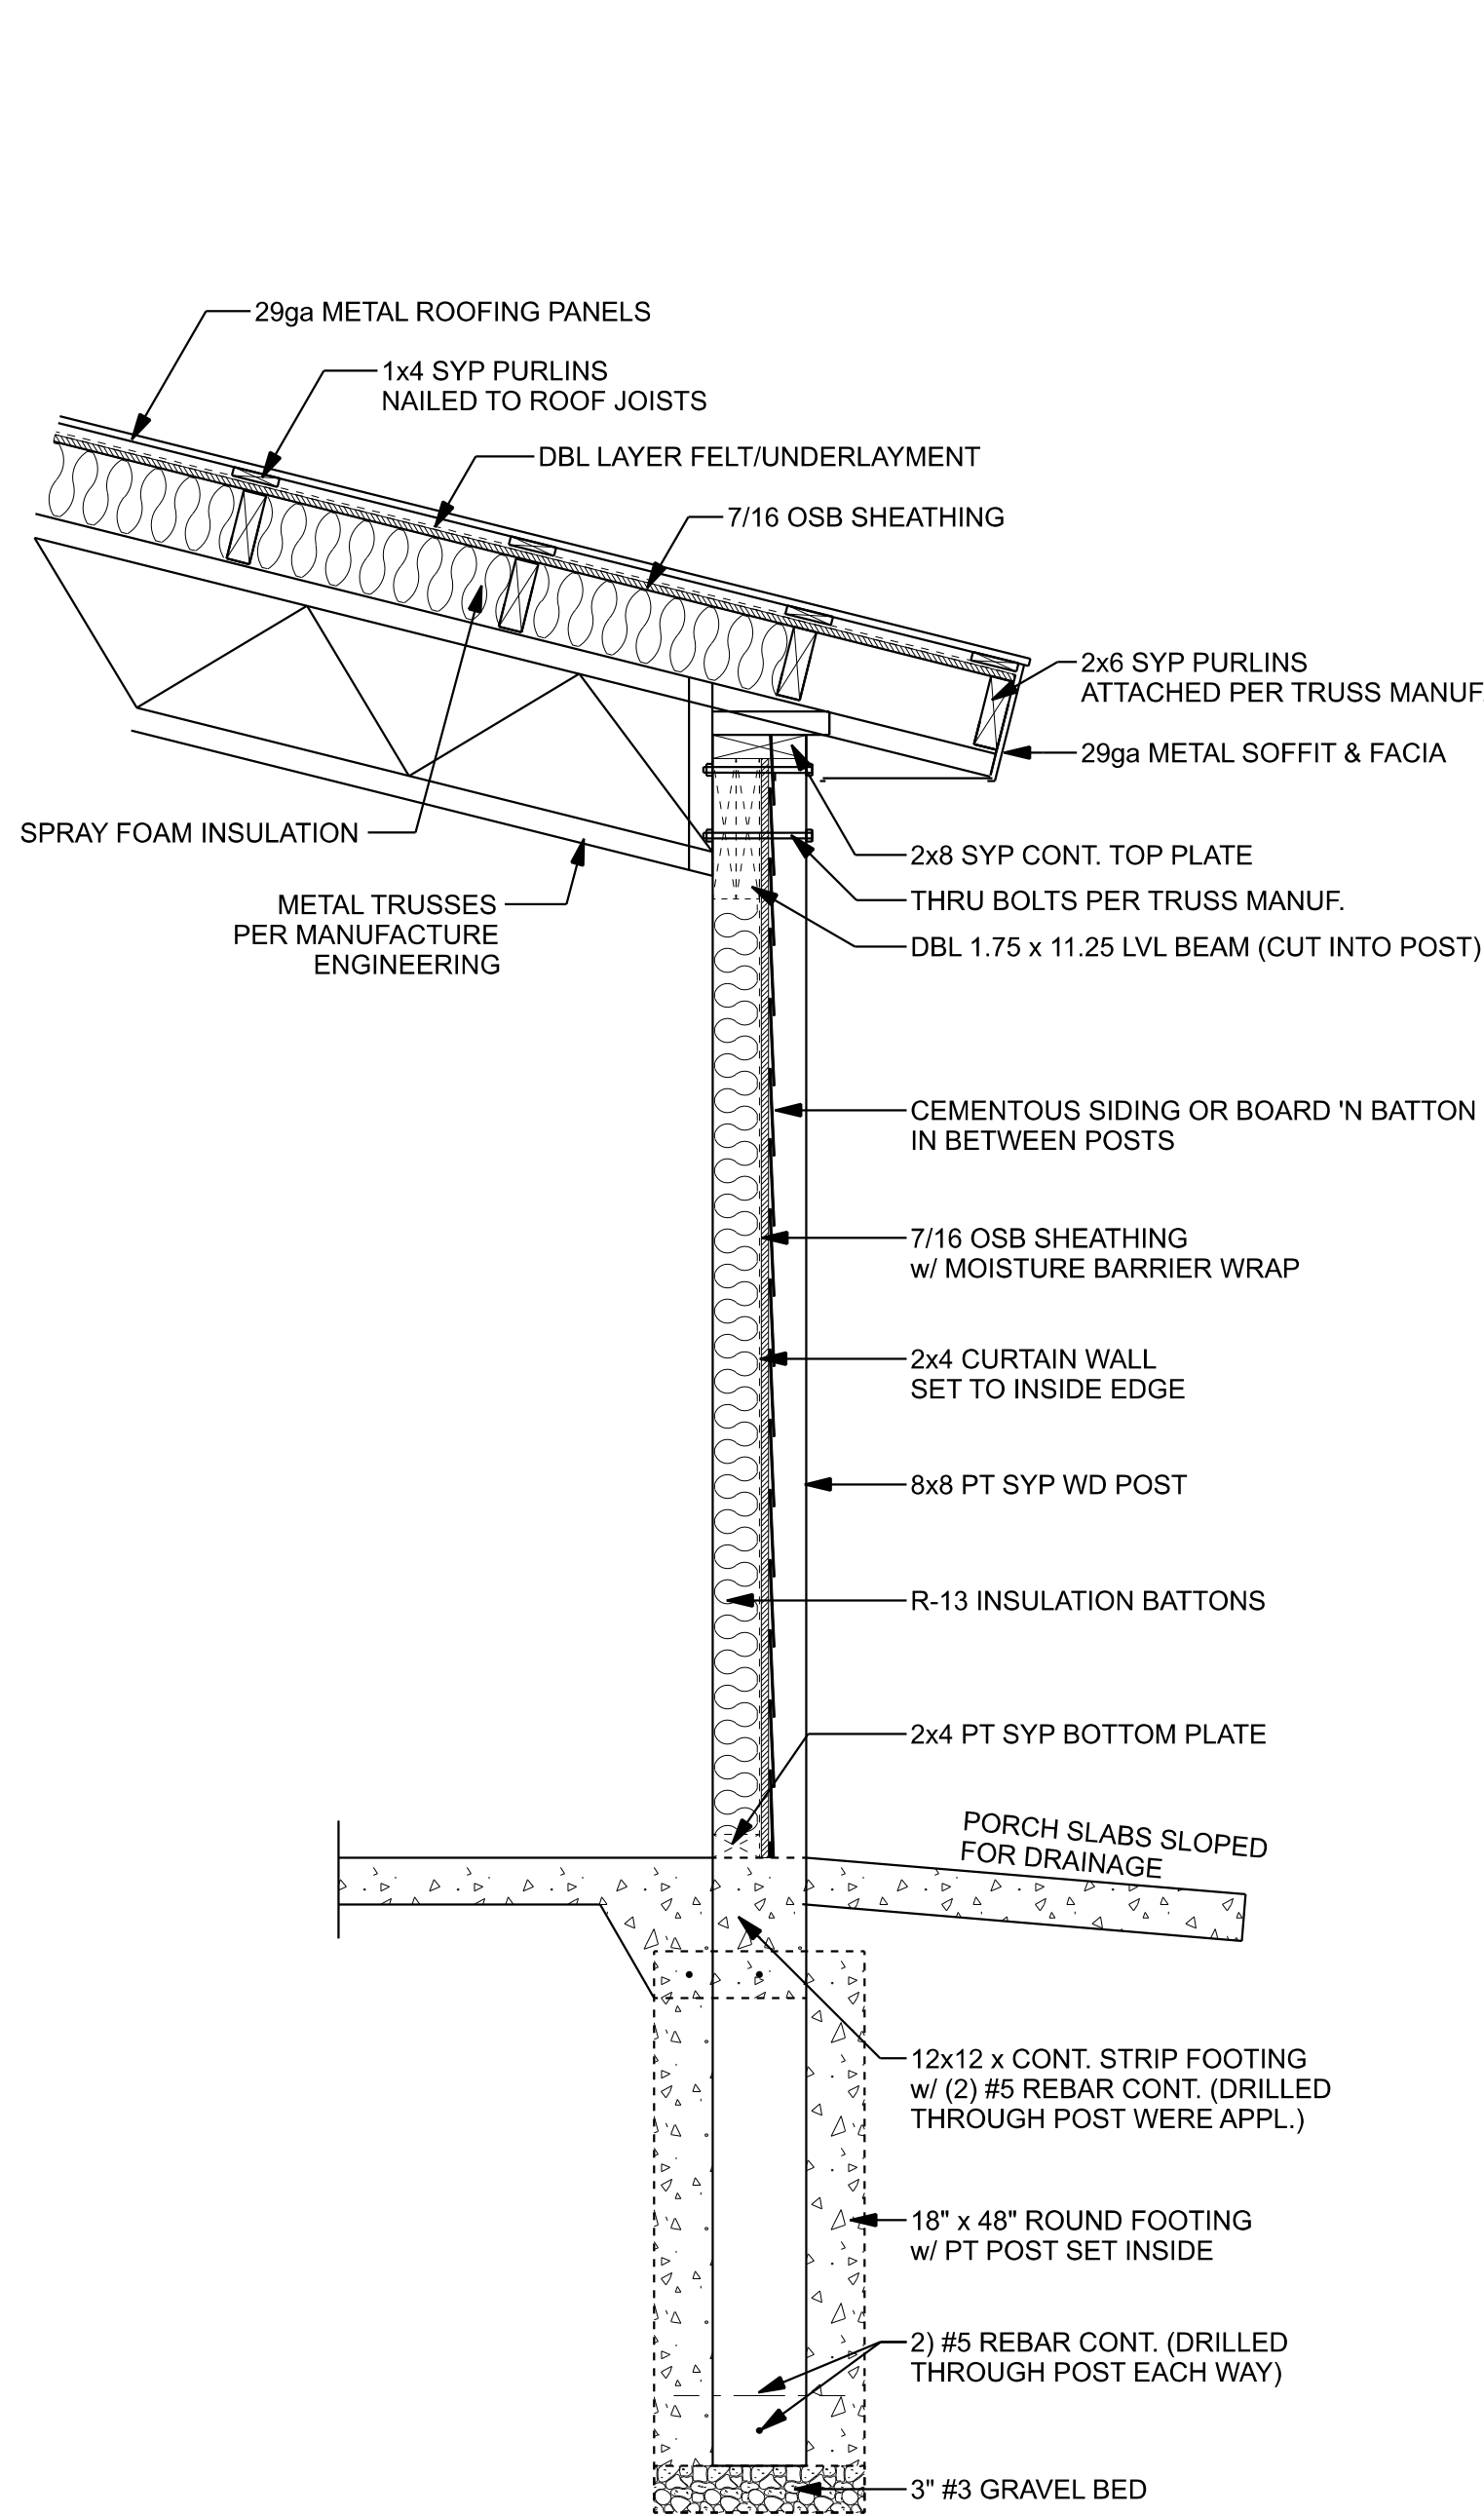 29ga METAL ROOFING PANELS
1x4 SYP PURLINS
NAILED TO ROOF JOISTS
DBL LAYER FELT/UNDERLAYMENT
7/16 OSB SHEATHING
2x6 SYP PURLINS
ATTACHED PER TRUSS MANUF.
29ga METAL SOFFIT & FACIA
SPRAY FOAM INSULATION
2x8 SYP CONT. TOP PLATE
METAL TRUSSES
PER MANUFACTURE
ENGINEERING
THRU BOLTS PER TRUSS MANUF.
DBL 1.75 x 11.25 LVL BEAM (CUT INTO POST)
CEMENTOUS SIDING OR BOARD 'N BATTON
IN BETWEEN POSTS
7/16 OSB SHEATHING
w/ MOISTURE BARRIER WRAP
2x4 CURTAIN WALL
SET TO INSIDE EDGE
8x8 PT SYP WD POST
R-13 INSULATION BATTONS
2x4 PT SYP BOTTOM PLATE
PORCH SLABS SLOPED
FOR DRAINAGE
12x12 x CONT. STRIP FOOTING
w/ (2) #5 REBAR CONT. (DRILLED
THROUGH POST WERE APPL.)
18" x 48" ROUND FOOTING
w/ PT POST SET INSIDE
2) #5 REBAR CONT. (DRILLED
THROUGH POST EACH WAY)
3" #3 GRAVEL BED